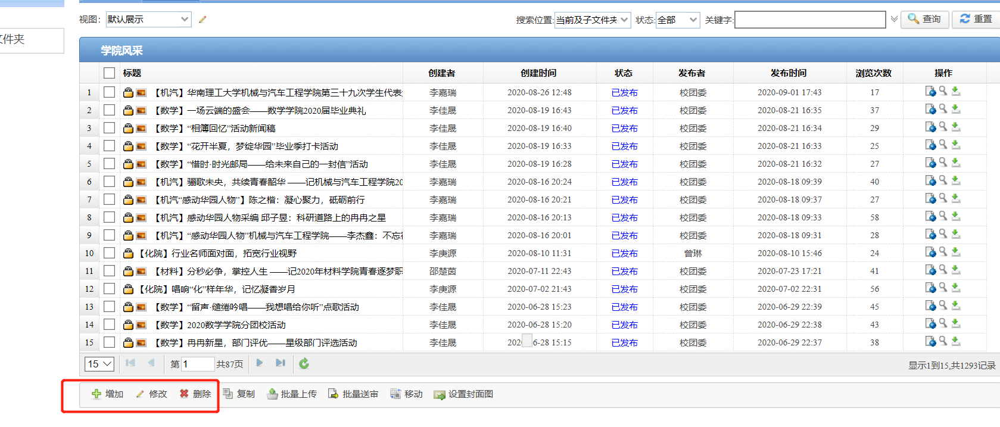 视图: 默认展示 搜索位置: 当前及子文件夹 状态: 全部 关键字: 查询 重置
文件夹
学院风采
标题 创建者 创建时间 状态 发布者 发布时间 浏览次数 操作
1 【机汽】华南理工大学机械与汽车工程学院第三十九次学生代表 李嘉瑞 2020-08-26 12:48 已发布 校团委 2020-09-01 17:43 17
2 【数学】一场云端的盛会——数学学院2020届毕业典礼 李佳晟 2020-08-19 16:43 已发布 校团委 2020-08-21 16:35 37
3 【数学】“相簿回忆”活动新闻稿 李佳晟 2020-08-19 16:40 已发布 校团委 2020-08-21 16:34 29
4 【数学】“花开半夏，梦绽华园”毕业季打卡活动 李佳晟 2020-08-19 16:33 已发布 校团委 2020-08-21 16:33 25
5 【数学】“惜时·时光邮局——给未来自己的一封信”活动 李佳晟 2020-08-19 16:28 已发布 校团委 2020-08-21 16:32 27
6 【机汽】骊歌未央，共续青春韶华 ——记机械与汽车工程学院20 李嘉瑞 2020-08-16 20:24 已发布 校团委 2020-08-18 09:39 40
7 【机汽“感动华园人物”】陈之楷：凝心聚力，砥砺前行 李嘉瑞 2020-08-16 20:21 已发布 校团委 2020-08-18 09:37 27
8 【机汽】感动华园人物采编 邱子昱：科研道路上的冉冉之星 李嘉瑞 2020-08-16 20:13 已发布 校团委 2020-08-18 09:33 58
9 【机汽】“感动华园人物”机械与汽车工程学院——李杰鑫：不忘初 李嘉瑞 2020-08-16 20:01 已发布 校团委 2020-08-18 09:31 28
10 【化院】行业名师面对面，拓宽行业视野 李庚源 2020-08-10 11:31 已发布 曾琳 2020-08-10 15:46 24
11 【材料】分秒必争，掌控人生 ——记2020年材料学院青春逐梦职 邵楚茵 2020-07-11 22:43 已发布 校团委 2020-07-23 17:21 41
12 【化院】唱响“化”样年华，记忆凝香岁月 李庚源 2020-07-02 21:43 已发布 校团委 2020-07-02 22:31 56
13 【数学】“留声·缱绻吟唱——我想唱给你听”点歌活动 李佳晟 2020-06-28 15:23 已发布 校团委 2020-06-29 22:39 45
14 【数学】2020数学学院分团校活动 李佳晟 2020-06-28 15:20 已发布 校团委 2020-06-29 22:38 43
15 【数学】冉冉新星，部门评优——星级部门评选活动 李佳晟 202 6-28 15:15 已发布 校团委 2020-06-29 22:37 38
15 第 1 共87页 显示1到15,共1293记录
增加 修改 删除 复制 批量上传 批量送审 移动 设置封面图